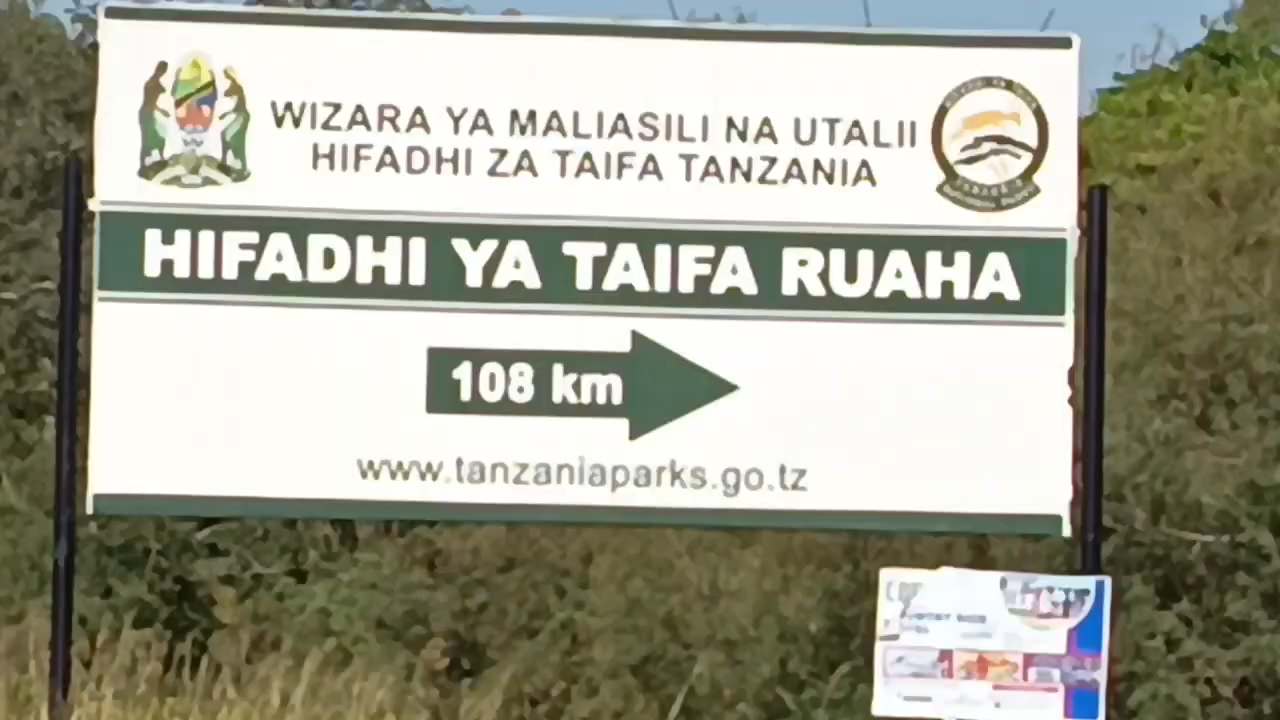 WIZARA YA MALIASILI NA UTALII
HIFADHI ZA TAIFA TANZANIA
HIFADHI YA TAIFA RUAHA
108 km
www.tanzaniaparks.go.tz